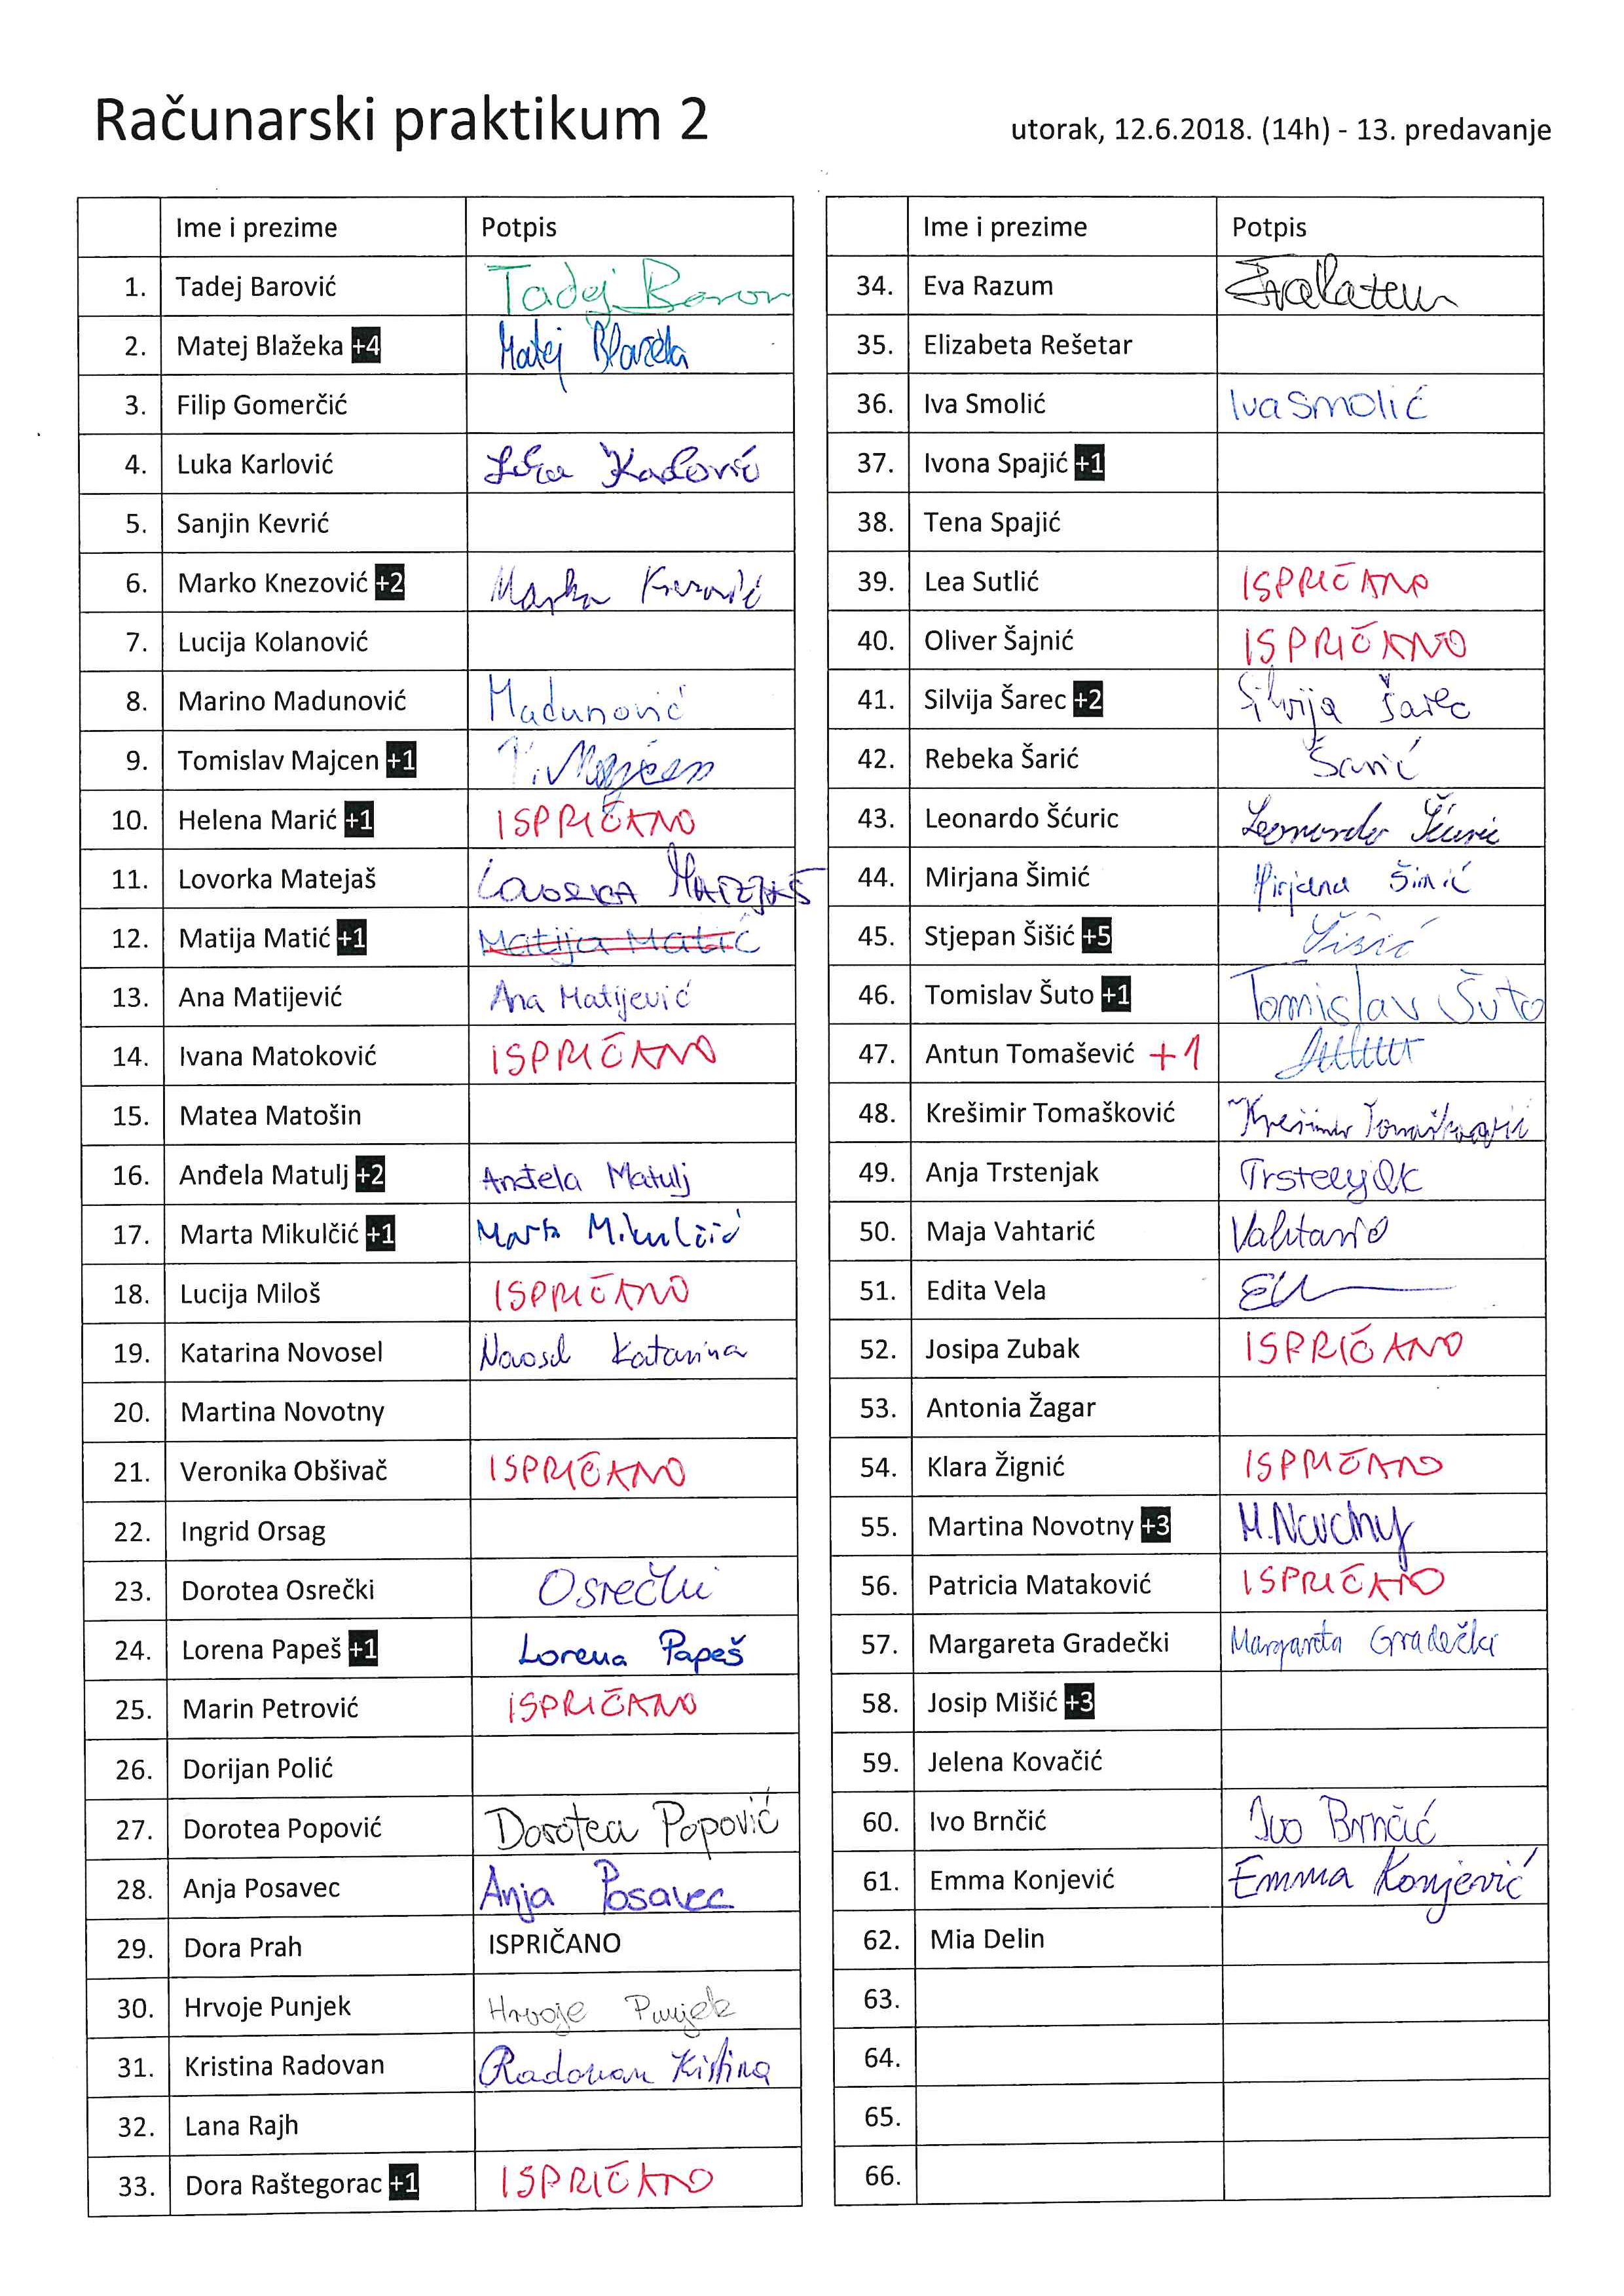 Računarski praktikum 2
utorak, 12.6.2018. (14h) - 13. predavanje
Ime i prezime Potpis
1. Tadej Barović Tadej Barov
2. Matej Blažeka +4 Matej Blažeka
3. Filip Gomerčić
4. Luka Karlović Luka Karlović
5. Sanjin Kevrić
6. Marko Knezović +2 Marko Knezović
7. Lucija Kolanović
8. Marino Madunović Madunović
9. Tomislav Majcen +1 T. Majcen
10. Helena Marić +1 ISPRIČANO
11. Lovorka Matejaš LOVORKA MATEJAŠ
12. Matija Matić +1 Matija Matić
13. Ana Matijević Ana Matijević
14. Ivana Matoković ISPRIČANO
15. Matea Matošin
16. Anđela Matulj +2 Anđela Matulj
17. Marta Mikulčić +1 Marta Mikulčić
18. Lucija Miloš ISPRIČANO
19. Katarina Novosel Novosel Katarina
20. Martina Novotny
21. Veronika Obšivač ISPRIČANO
22. Ingrid Orsag
23. Dorotea Osrečki Osrečki
24. Lorena Papeš +1 Lorena Papeš
25. Marin Petrović ISPRIČANO
26. Dorijan Polić
27. Dorotea Popović Dorotea Popović
28. Anja Posavec Anja Posavec
29. Dora Prah ISPRIČANO
30. Hrvoje Punjek Hrvoje Punjek
31. Kristina Radovan Radovan Kristina
32. Lana Rajh
33. Dora Raštegorac +1 ISPRIČANO
Ime i prezime Potpis
34. Eva Razum
35. Elizabeta Rešetar
36. Iva Smolić Iva Smolić
37. Ivona Spajić +1
38. Tena Spajić
39. Lea Sutlić ISPRIČANO
40. Oliver Šajnić ISPRIČANO
41. Silvija Šarec +2 Silvija Šarec
42. Rebeka Šarić Šarić
43. Leonardo Šćuric Leonardo Šćuric
44. Mirjana Šimić Mirjana Šimić
45. Stjepan Šišić +5 Šišić
46. Tomislav Šuto +1 Tomislav Šuto
47. Antun Tomašević +1
48. Krešimir Tomašković Krešimir Tomašković
49. Anja Trstenjak Trstenjak
50. Maja Vahtarić Vahtarić
51. Edita Vela
52. Josipa Zubak ISPRIČANO
53. Antonia Žagar
54. Klara Žignić ISPRIČANO
55. Martina Novotny +3 M. Novotny
56. Patricia Mataković ISPRIČANO
57. Margareta Gradečki Margareta Gradečki
58. Josip Mišić +3
59. Jelena Kovačić
60. Ivo Brnčić Ivo Brnčić
61. Emma Konjević Emma Konjević
62. Mia Delin
63.
64.
65.
66.